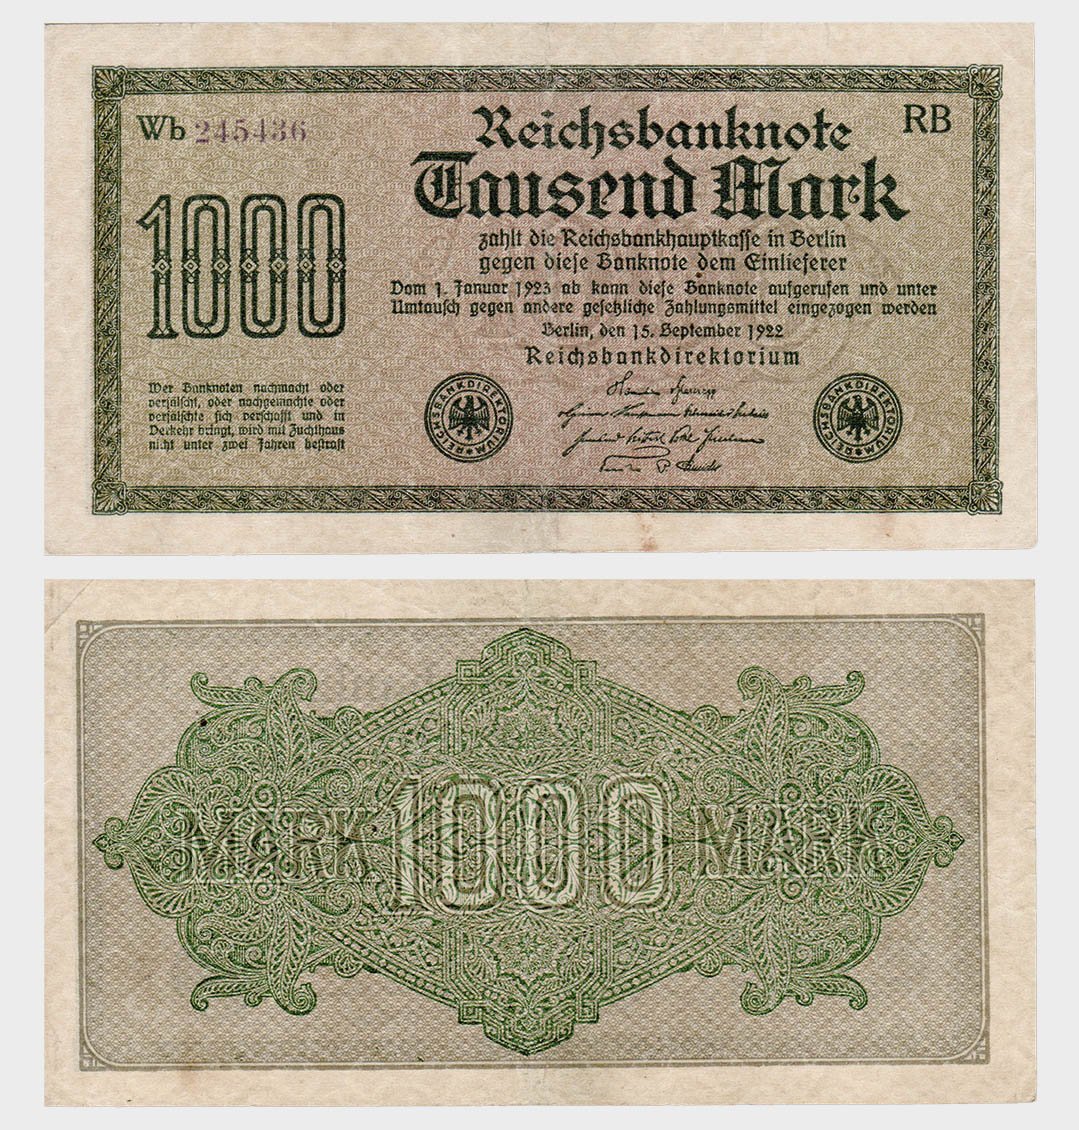 Wb 245436
Reichsbanknote
RB
Tausend Mark
1000
zahlt die Reichsbankhauptkasse in Berlin
gegen diese Banknote dem Einlieferer
Vom 1. Januar 1923 ab kann diese Banknote aufgerufen und unter
Umtausch gegen andere gesetzliche Zahlungsmittel eingezogen werden
Berlin, den 15. September 1922
Reichsbankdirektorium
Wer Banknoten nachmacht oder
verfälscht, oder nachgemachte oder
verfälschte sich verschafft und in
Verkehr bringt, wird mit Zuchthaus
nicht unter zwei Jahren bestraft
REICHSBANKDIREKTORIUM
REICHSBANKDIREKTORIUM
MARK 1000 MARK